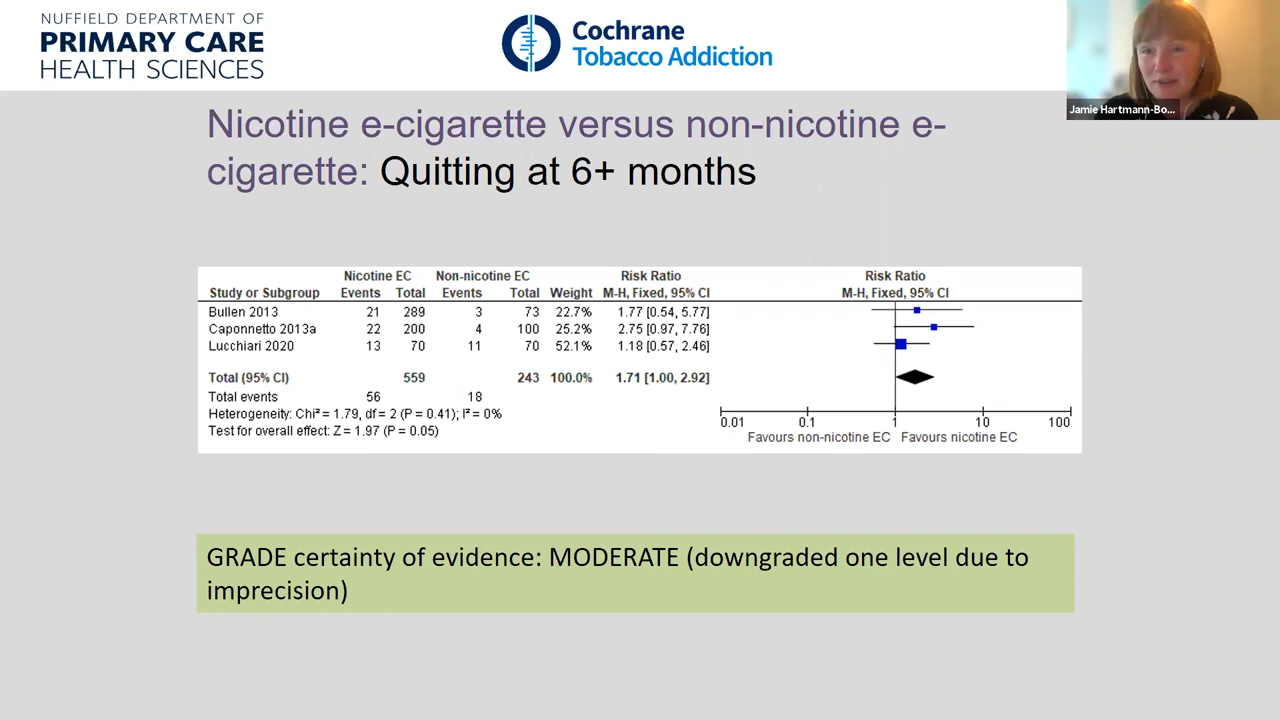 NUFFIELD DEPARTMENT OF
PRIMARY CARE
HEALTH SCIENCES
Cochrane
Tobacco Addiction
Jamie Hartmann-Bo...
Nicotine e-cigarette versus non-nicotine e-
cigarette: Quitting at 6+ months
Nicotine EC Non-nicotine EC Risk Ratio Risk Ratio
Study or Subgroup Events Total Events Total Weight M-H, Fixed, 95% CI M-H, Fixed, 95% CI
Bullen 2013 21 289 3 73 22.7% 1.77 [0.54, 5.77]
Caponnetto 2013a 22 200 4 100 25.2% 2.75 [0.97, 7.76]
Lucchiari 2020 13 70 11 70 52.1% 1.18 [0.57, 2.46]
Total (95% CI) 559 243 100.0% 1.71 [1.00, 2.92]
Total events 56 18
Heterogeneity: Chi² = 1.79, df = 2 (P = 0.41); I² = 0%
Test for overall effect: Z = 1.97 (P = 0.05)
0.01 0.1 1 10 100
Favours non-nicotine EC Favours nicotine EC
GRADE certainty of evidence: MODERATE (downgraded one level due to
imprecision)